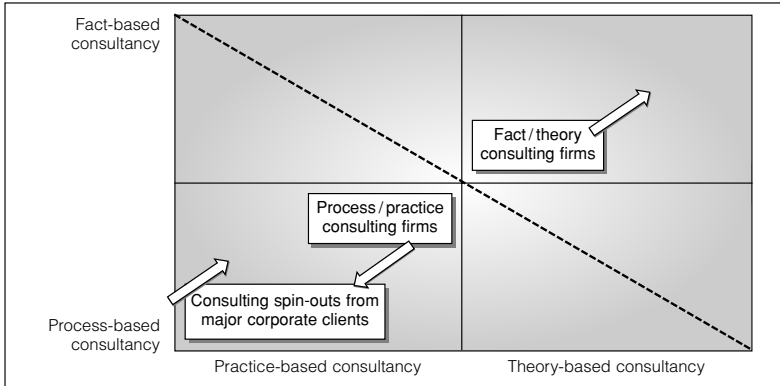 Fact-based
consultancy
Fact/theory
consulting firms
Process/practice
consulting firms
Consulting spin-outs from
major corporate clients
Process-based
consultancy
Practice-based consultancy
Theory-based consultancy